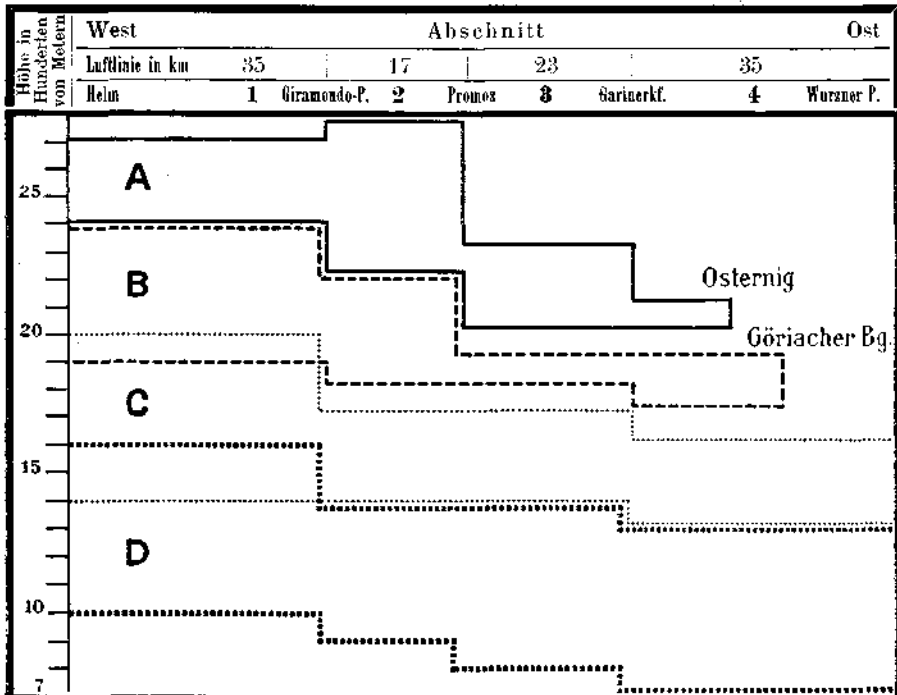 Höhe in
Hunderten
von Metern
West Abschnitt Ost
Luftlinie in km 35 17 23 35
Helm 1 Giramondo-P. 2 Promos 3 Gartnerkf. 4 Wurzner P.
A
25
B
Osternig
20
Göriacher Bg.
C
15
D
10
7